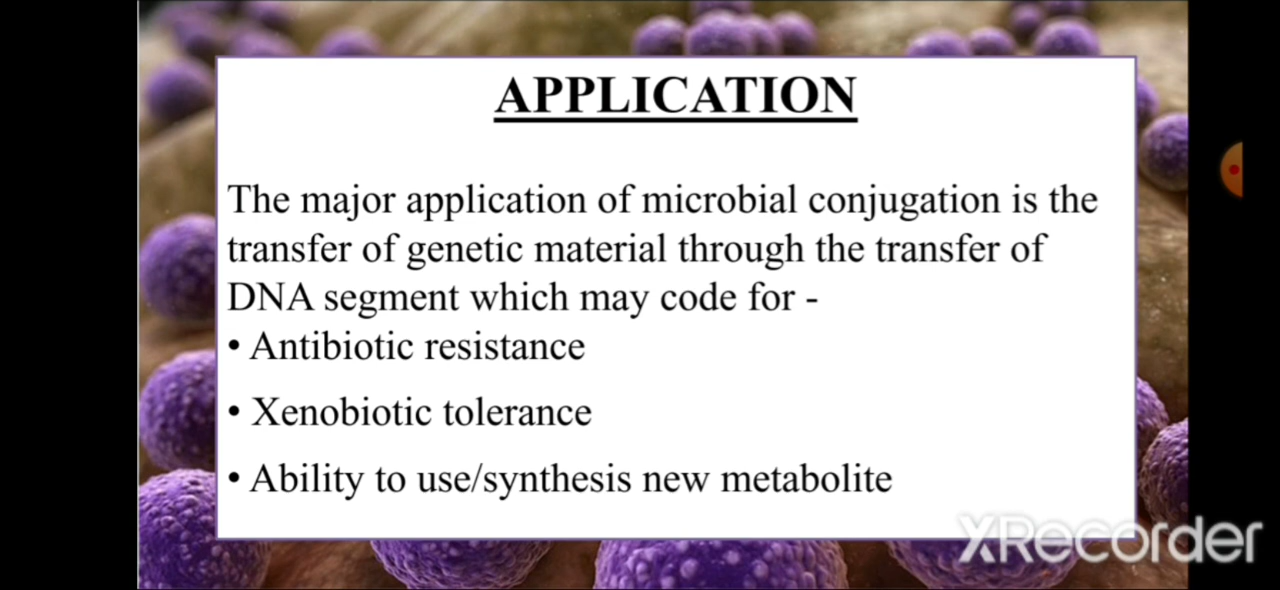 APPLICATION
The major application of microbial conjugation is the
transfer of genetic material through the transfer of
DNA segment which may code for -
• Antibiotic resistance
• Xenobiotic tolerance
• Ability to use/synthesis new metabolite
XRecorder